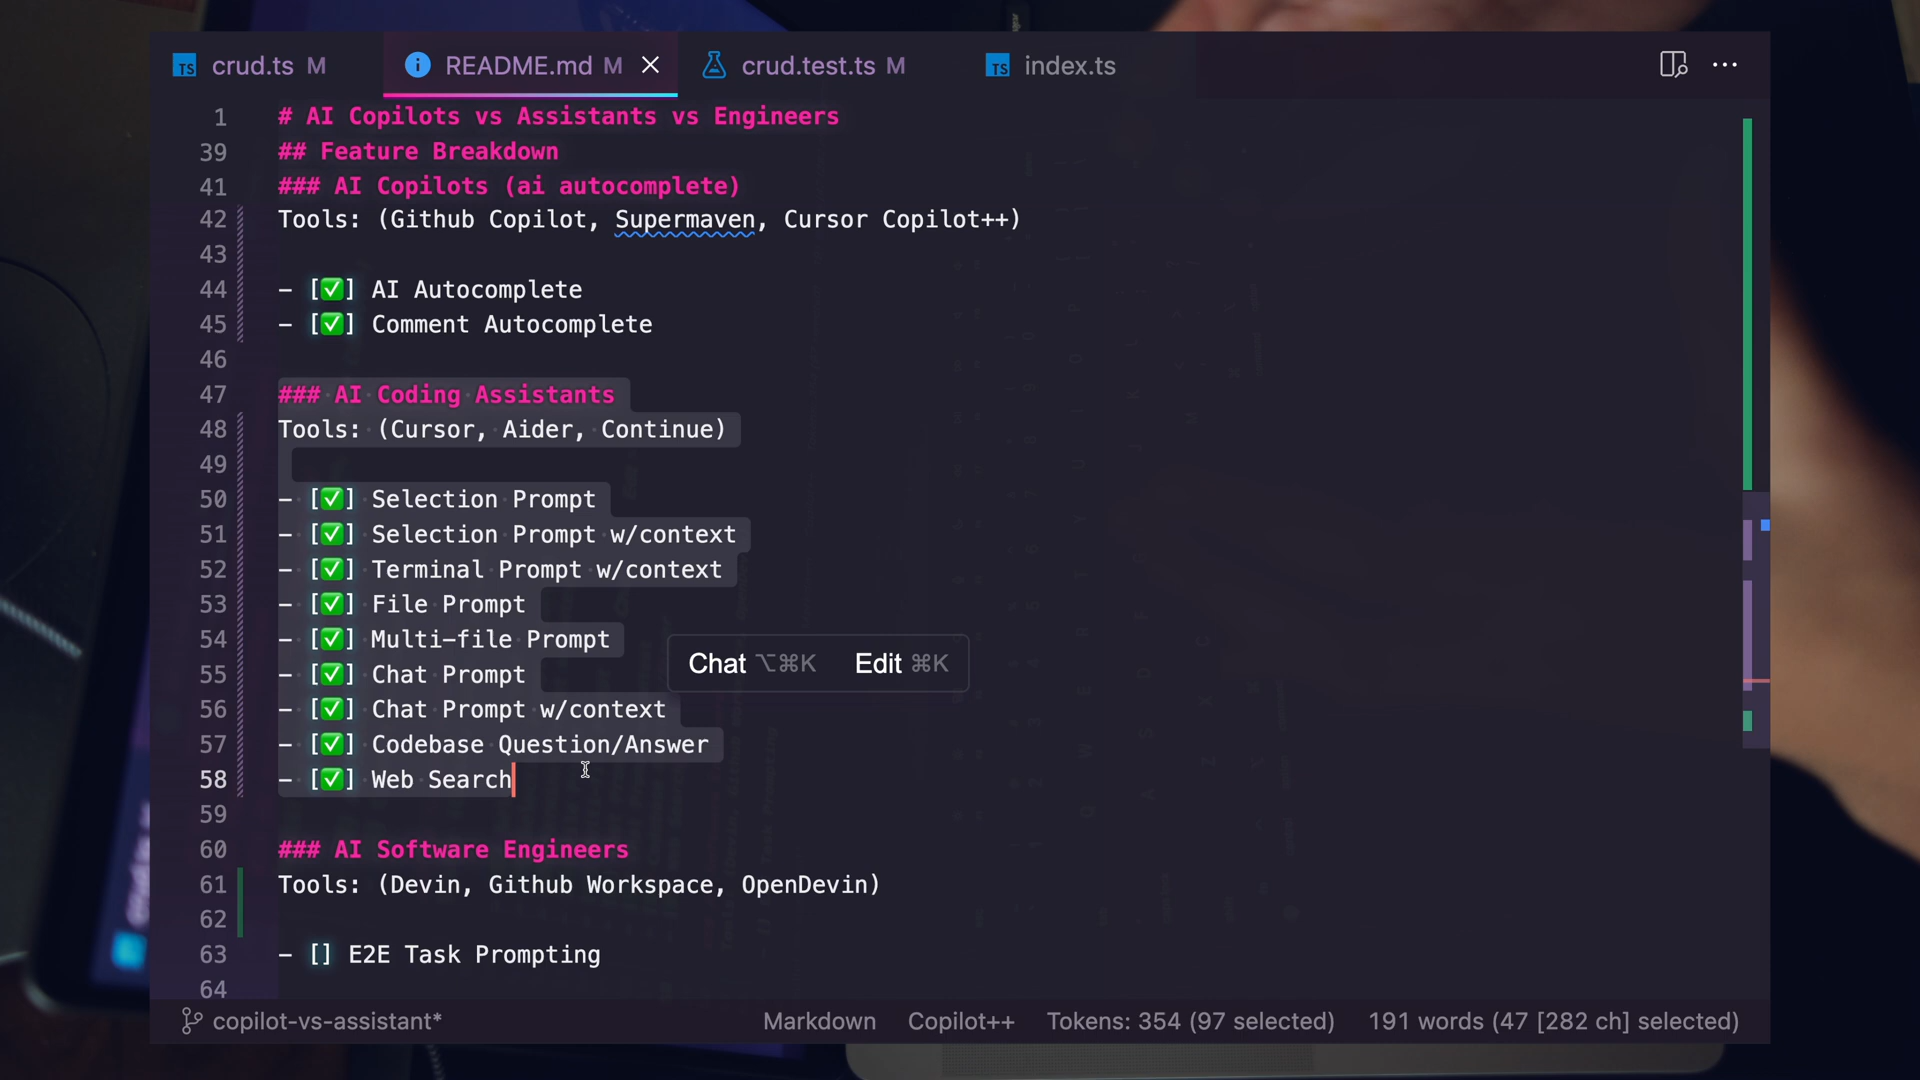 TS crud.ts M
README.md M
crud.test.ts M
TS index.ts
1 # AI Copilots vs Assistants vs Engineers
39 ## Feature Breakdown
41 ### AI Copilots (ai autocomplete)
42 Tools: (Github Copilot, Supermaven, Cursor Copilot++)
43
44 - [✅] AI Autocomplete
45 - [✅] Comment Autocomplete
46
47 ### AI Coding Assistants
48 Tools: (Cursor, Aider, Continue)
49
50 - [✅] Selection Prompt
51 - [✅] Selection Prompt w/context
52 - [✅] Terminal Prompt w/context
53 - [✅] File Prompt
54 - [✅] Multi-file Prompt
55 - [✅] Chat Prompt
Chat ⌥⌘K Edit ⌘K
56 - [✅] Chat Prompt w/context
57 - [✅] Codebase Question/Answer
58 - [✅] Web Search
59
60 ### AI Software Engineers
61 Tools: (Devin, Github Workspace, OpenDevin)
62
63 - [] E2E Task Prompting
64
copilot-vs-assistant*
Markdown
Copilot++
Tokens: 354 (97 selected)
191 words (47 [282 ch] selected)